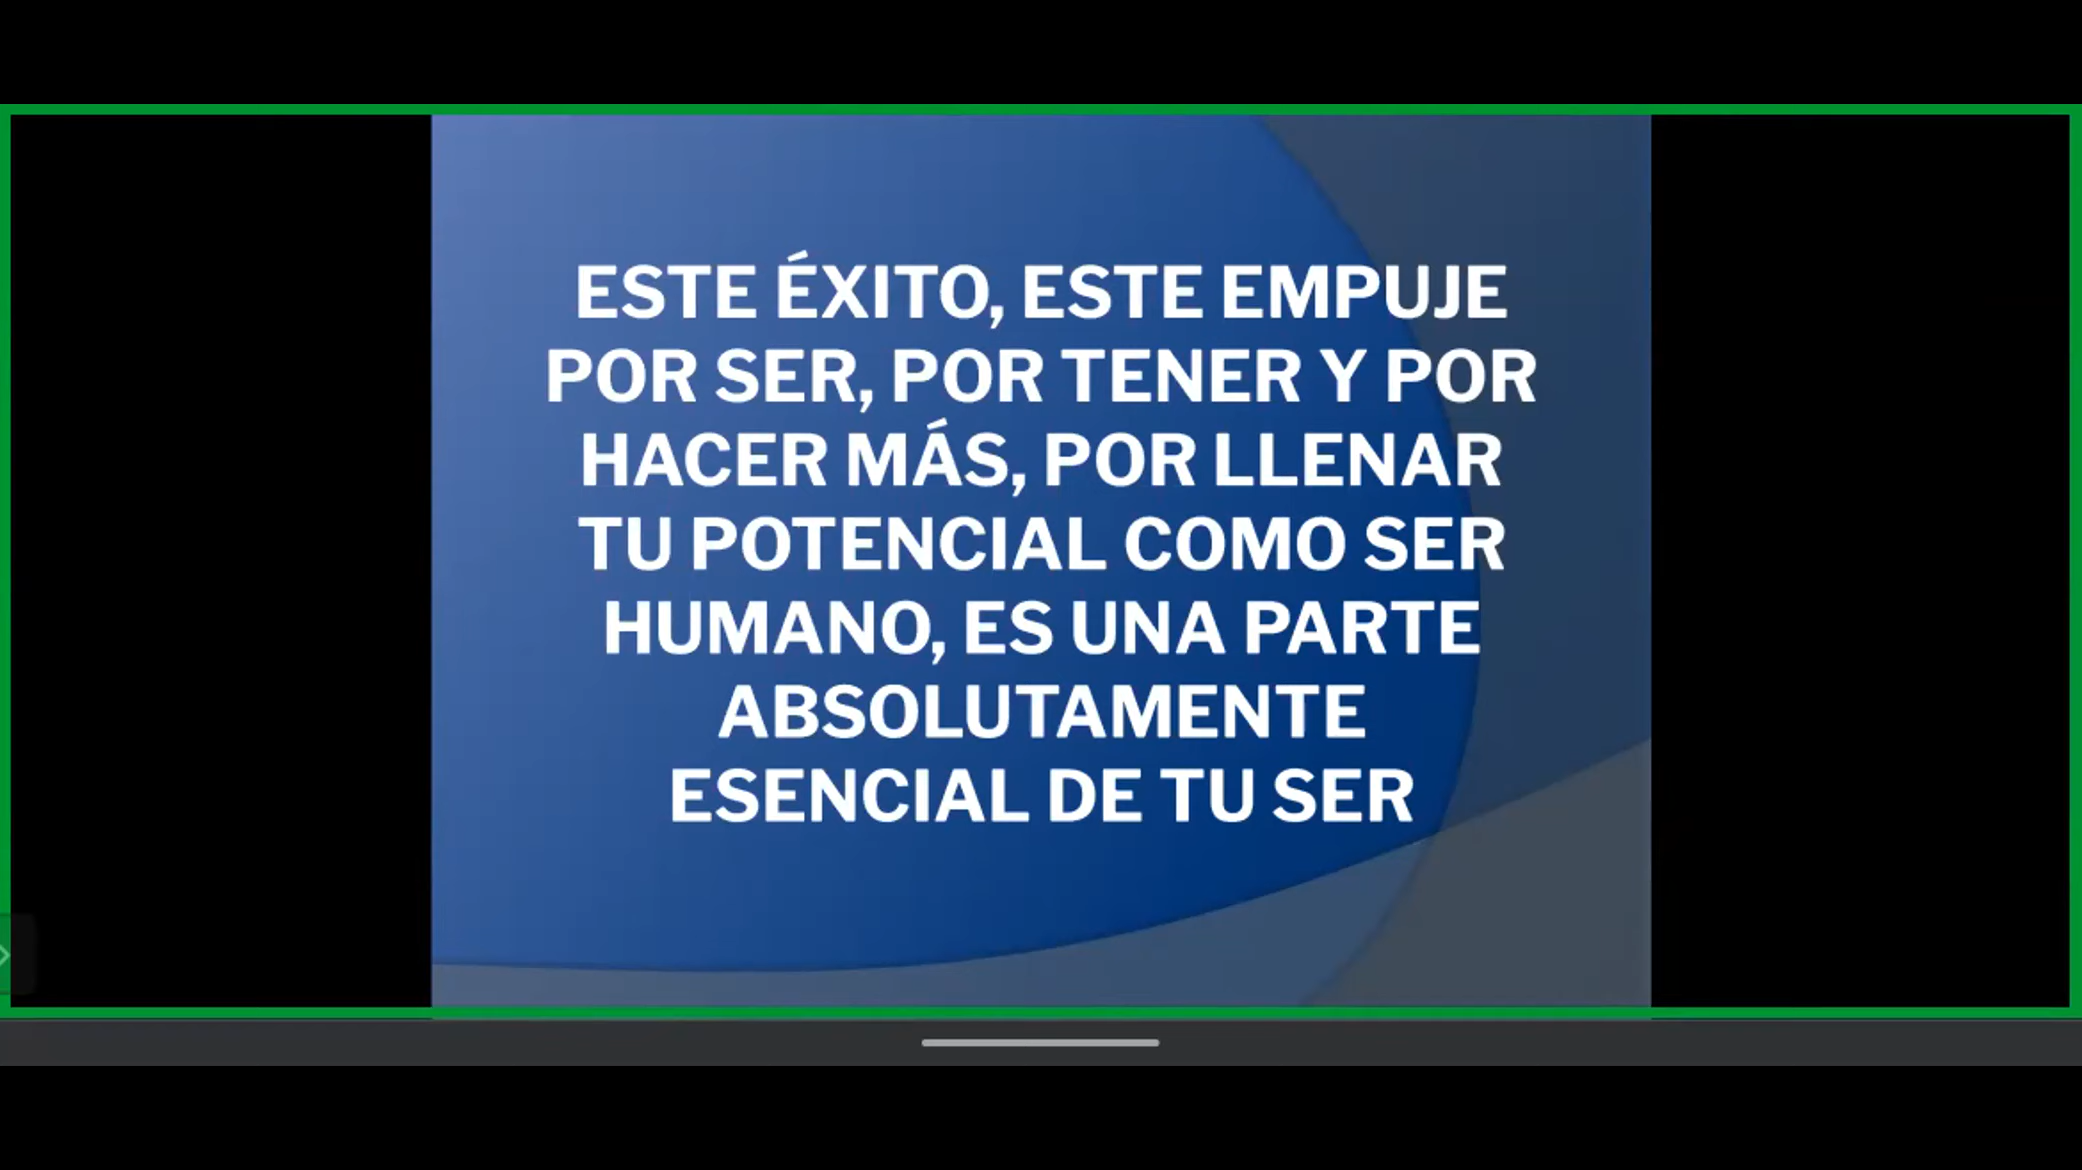 ESTE ÉXITO, ESTE EMPUJE
POR SER, POR TENER Y POR
HACER MÁS, POR LLENAR
TU POTENCIAL COMO SER
HUMANO, ES UNA PARTE
ABSOLUTAMENTE
ESENCIAL DE TU SER